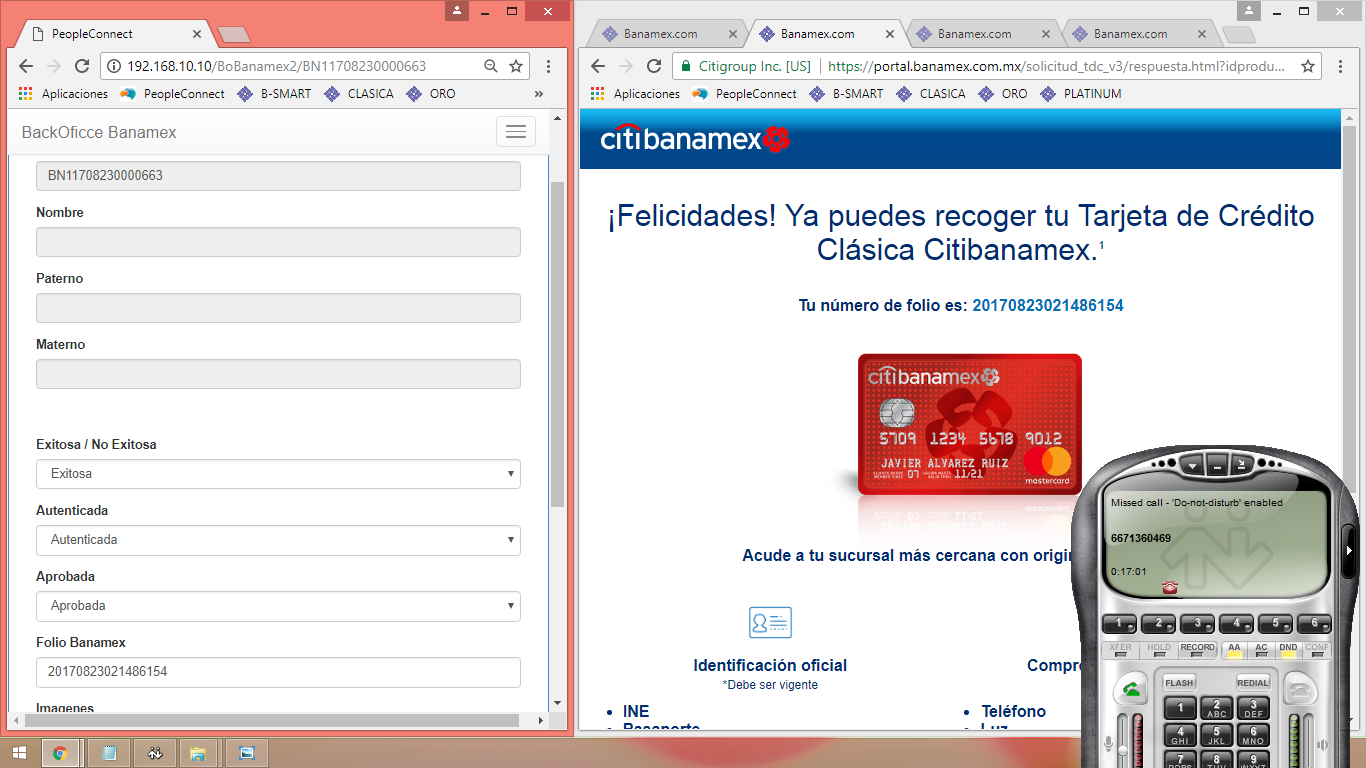 PeopleConnect
192.168.10.10/BoBanamex2/BN11708230000663
Aplicaciones PeopleConnect B-SMART CLASICA ORO »
BackOficce Banamex
BN11708230000663
Nombre
Paterno
Materno
Exitosa / No Exitosa
Exitosa
Autenticada
Autenticada
Aprobada
Aprobada
Folio Banamex
20170823021486154
Imagenes
Banamex.com Banamex.com Banamex.com Banamex.com
Citigroup Inc. [US] https://portal.banamex.com.mx/solicitud_tdc_v3/respuesta.html?idprodu...
Aplicaciones PeopleConnect B-SMART CLASICA ORO PLATINUM
citibanamex
¡Felicidades! Ya puedes recoger tu Tarjeta de Crédito
Clásica Citibanamex.1
Tu número de folio es: 20170823021486154
citibanamex
5709 1234 5678 9012
07 11/21
JAVIER ALVAREZ RUIZ
mastercard
Acude a tu sucursal más cercana con origin
Identificación oficial
*Debe ser vigente
INE
Pasaporte
Compro
Teléfono
Luz
Missed call - 'Do-not-disturb' enabled
6671360469
0:17:01
1 2 3 4 5 6
XFER HOLD RECORD AA AC DND CONF
FLASH REDIAL
1 2 ABC 3 DEF
4 GHI 5 JKL 6 MNO
7 8 9